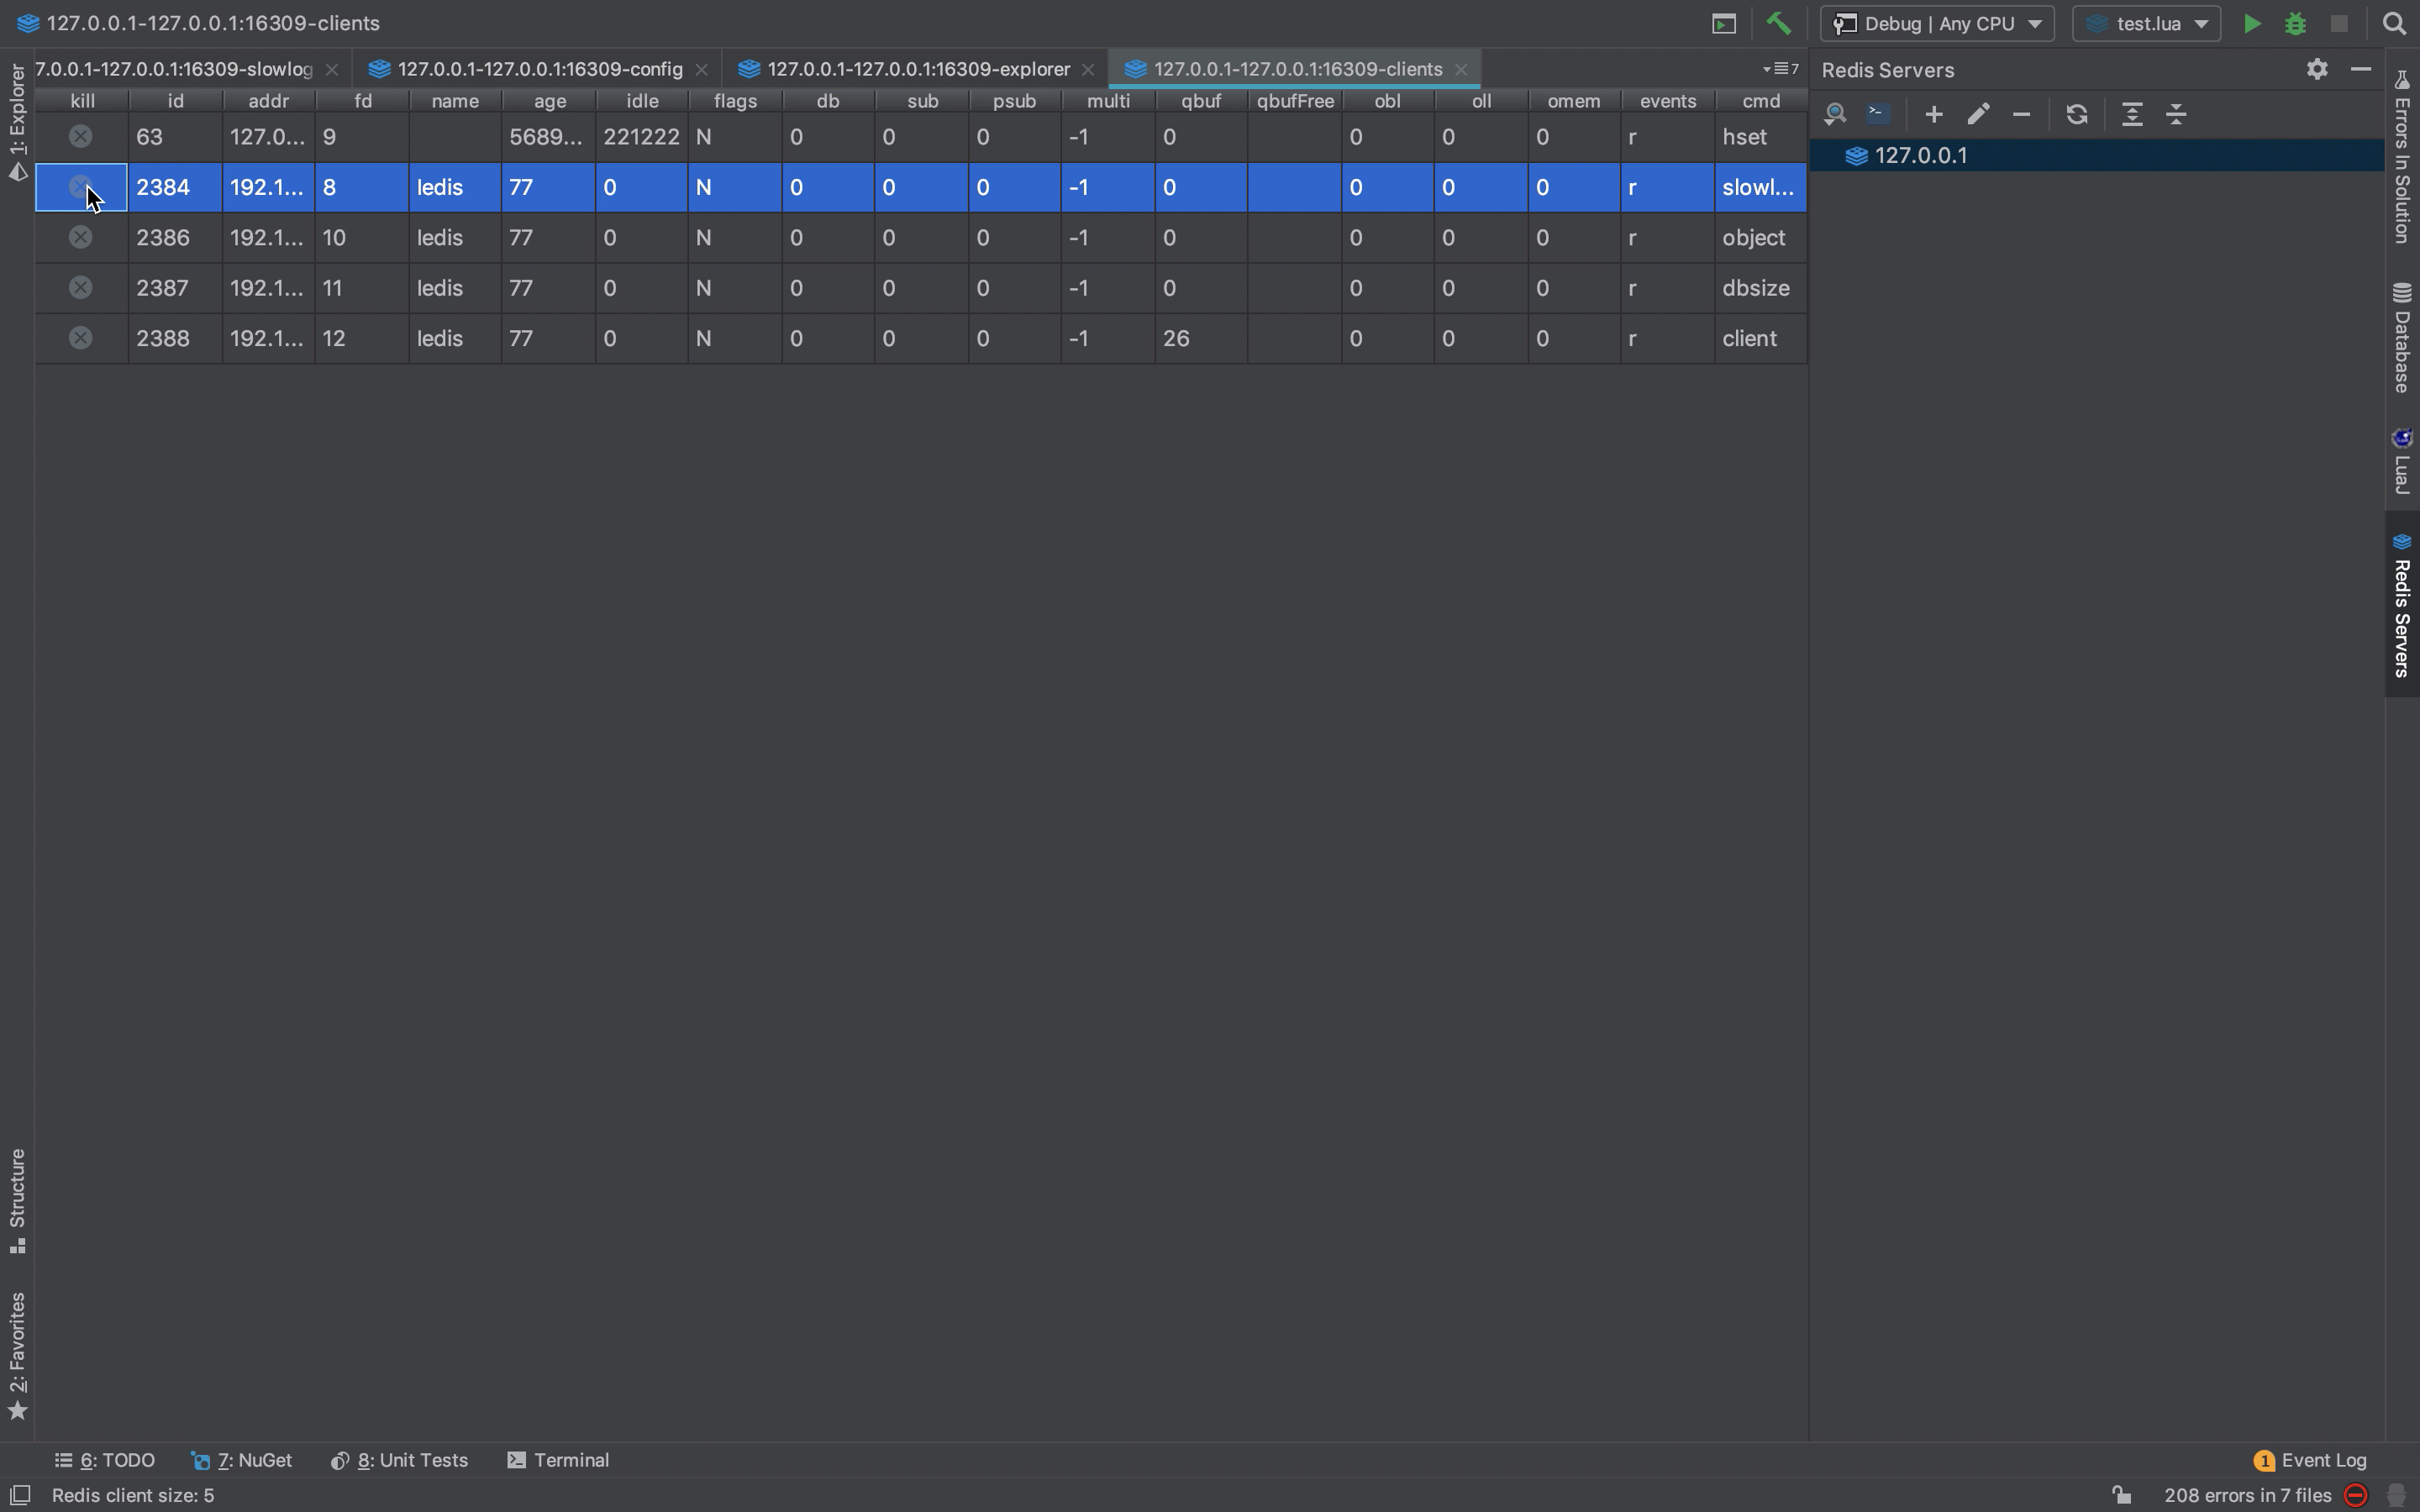 127.0.0.1-127.0.0.1:16309-clients
Debug | Any CPU
test.lua
7.0.0.1-127.0.0.1:16309-slowlog
127.0.0.1-127.0.0.1:16309-config
127.0.0.1-127.0.0.1:16309-explorer
127.0.0.1-127.0.0.1:16309-clients
7
Redis Servers
kill id addr fd name age idle flags db sub psub multi qbuf qbufFree obl oll omem events cmd
63 127.0... 9 5689... 221222 N 0 0 0 -1 0 0 0 0 r hset
2384 192.1... 8 ledis 77 0 N 0 0 0 -1 0 0 0 0 r slowl...
2386 192.1... 10 ledis 77 0 N 0 0 0 -1 0 0 0 0 r object
2387 192.1... 11 ledis 77 0 N 0 0 0 -1 0 0 0 0 r dbsize
2388 192.1... 12 ledis 77 0 N 0 0 0 -1 26 0 0 0 r client
127.0.0.1
1: Explorer
Structure
2: Favorites
Errors In Solution
Database
LuaJ
Redis Servers
6: TODO
7: NuGet
8: Unit Tests
Terminal
1 Event Log
Redis client size: 5
208 errors in 7 files